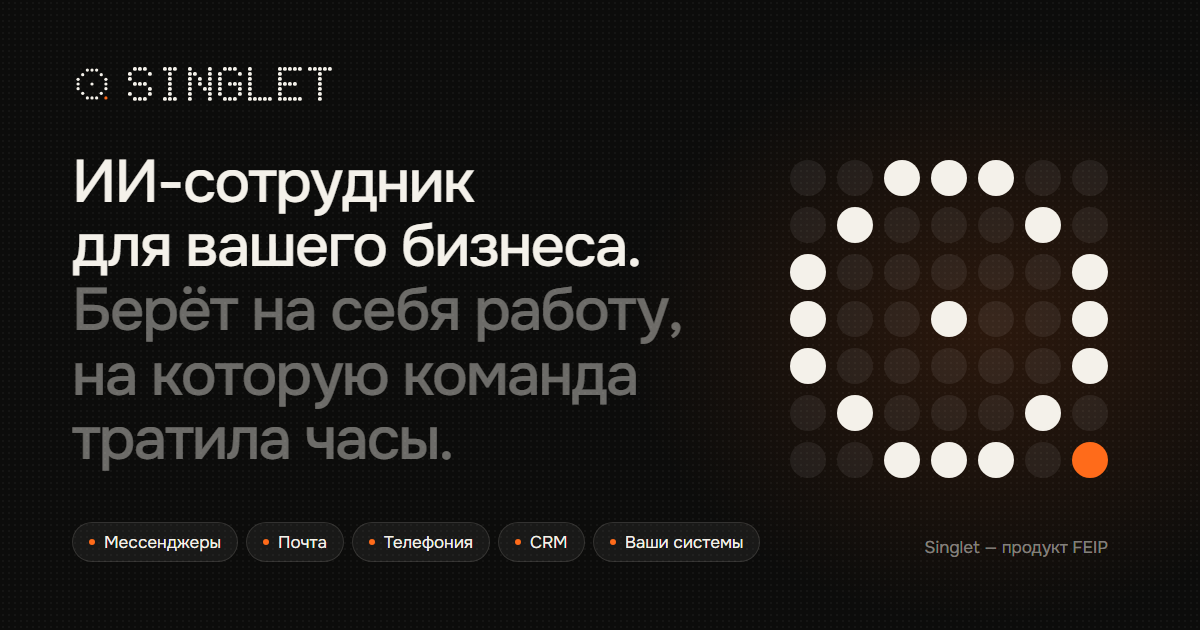 SINGLET
ИИ-сотрудник
для вашего бизнеса.
Берёт на себя работу,
на которую команда
тратила часы.
Мессенджеры
Почта
Телефония
CRM
Ваши системы
Singlet — продукт FEIP